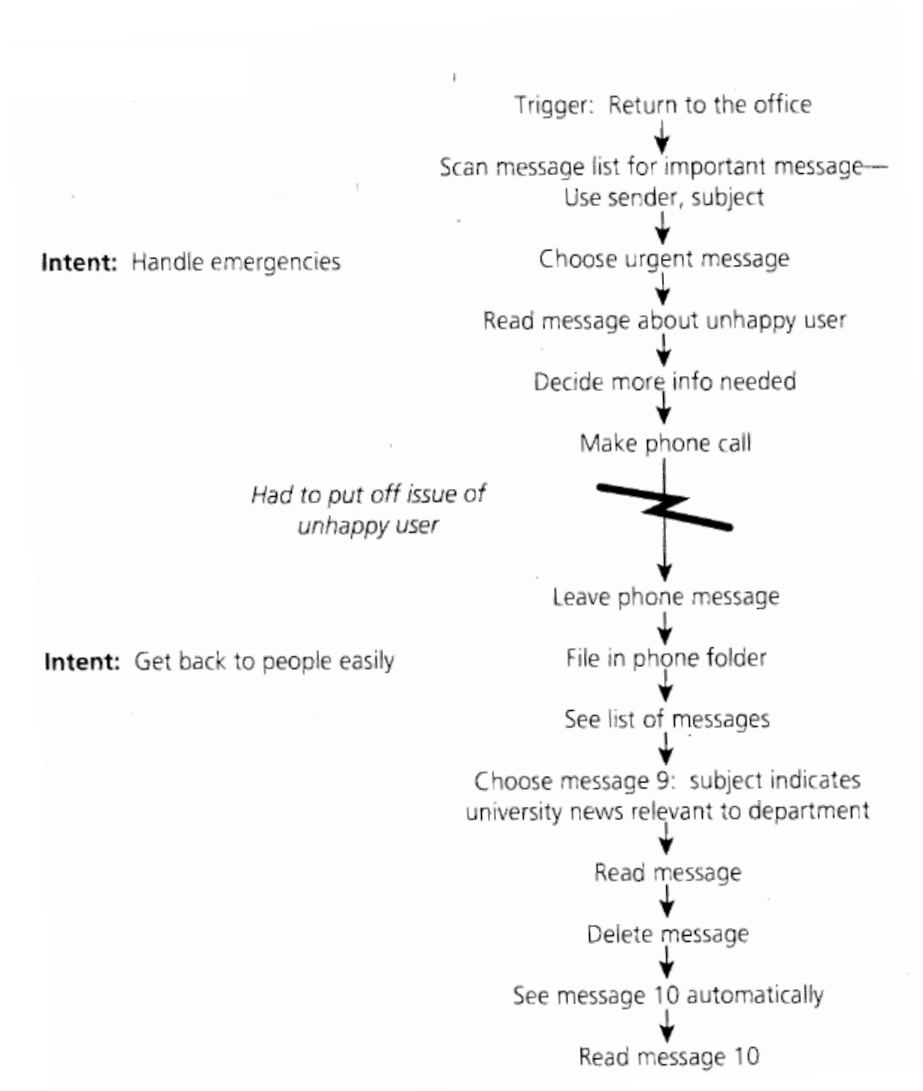 Trigger: Return to the office
Scan message list for important message—
Use sender, subject
Intent: Handle emergencies
Choose urgent message
Read message about unhappy user
Decide more info needed
Make phone call
Had to put off issue of
unhappy user
Leave phone message
Intent: Get back to people easily
File in phone folder
See list of messages
Choose message 9: subject indicates
university news relevant to department
Read message
Delete message
See message 10 automatically
Read message 10